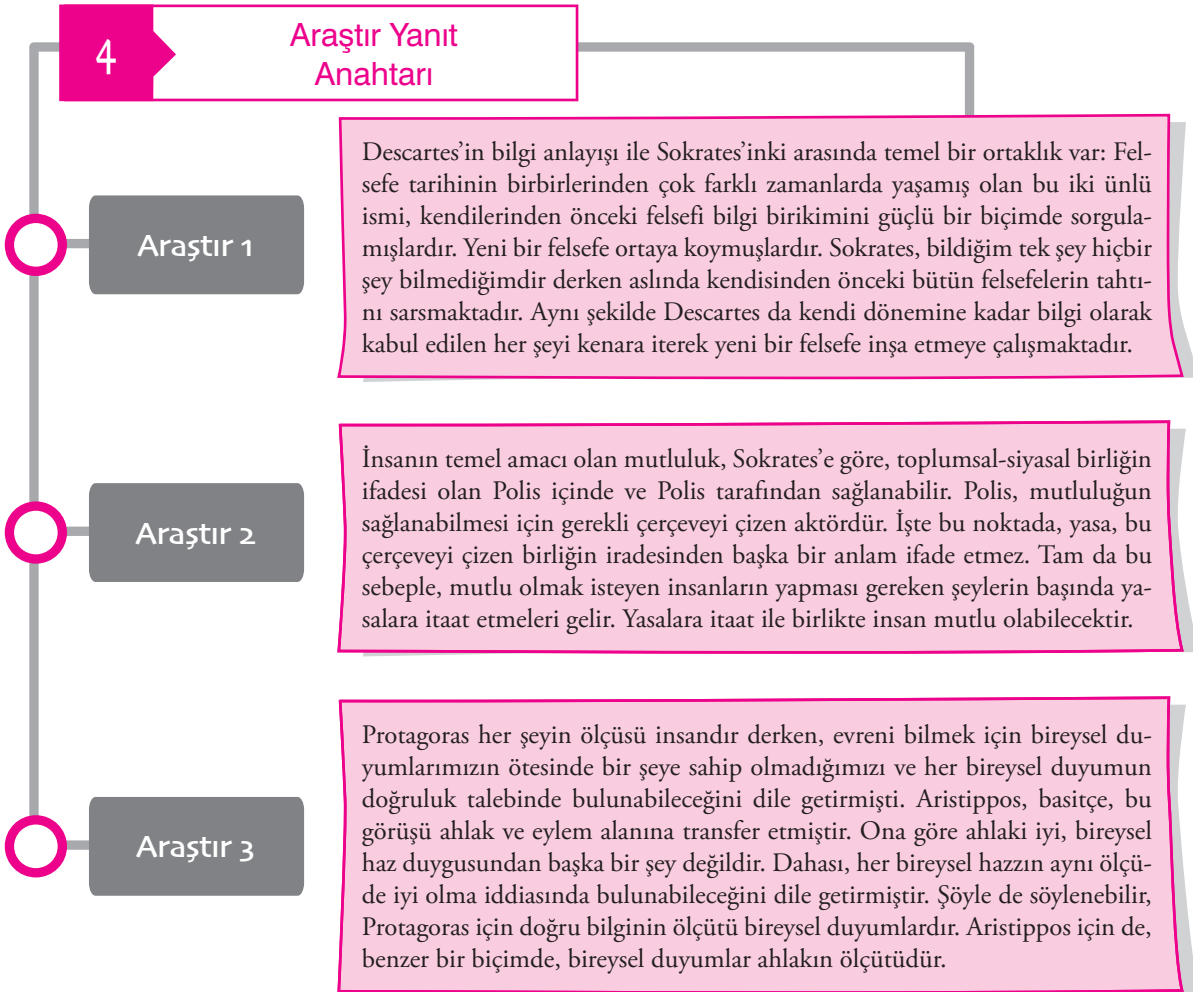 4
Araştır Yanıt
Anahtarı
Araştır 1
Descartes’in bilgi anlayışı ile Sokrates’inki arasında temel bir ortaklık var: Fel-
sefe tarihinin birbirlerinden çok farklı zamanlarda yaşamış olan bu iki ünlü
ismi, kendilerinden önceki felsefi bilgi birikimini güçlü bir biçimde sorgula-
mışlardır. Yeni bir felsefe ortaya koymuşlardır. Sokrates, bildiğim tek şey hiçbir
şey bilmediğimdir derken aslında kendisinden önceki bütün felsefelerin tahtı-
nı sarsmaktadır. Aynı şekilde Descartes da kendi dönemine kadar bilgi olarak
kabul edilen her şeyi kenara iterek yeni bir felsefe inşa etmeye çalışmaktadır.
Araştır 2
İnsanın temel amacı olan mutluluk, Sokrates’e göre, toplumsal-siyasal birliğin
ifadesi olan Polis içinde ve Polis tarafından sağlanabilir. Polis, mutluluğun
sağlanabilmesi için gerekli çerçeveyi çizen aktördür. İşte bu noktada, yasa, bu
çerçeveyi çizen birliğin iradesinden başka bir anlam ifade etmez. Tam da bu
sebeple, mutlu olmak isteyen insanların yapması gereken şeylerin başında ya-
salara itaat etmeleri gelir. Yasalara itaat ile birlikte insan mutlu olabilecektir.
Araştır 3
Protagoras her şeyin ölçüsü insandır derken, evreni bilmek için bireysel du-
yumlarımızın ötesinde bir şeye sahip olmadığımızı ve her bireysel duyumun
doğruluk talebinde bulunabileceğini dile getirmişti. Aristippos, basitçe, bu
görüşü ahlak ve eylem alanına transfer etmiştir. Ona göre ahlaki iyi, bireysel
haz duygusundan başka bir şey değildir. Dahası, her bireysel hazzın aynı ölçü-
de iyi olma iddiasında bulunabileceğini dile getirmiştir. Şöyle de söylenebilir,
Protagoras için doğru bilginin ölçütü bireysel duyumlardır. Aristippos için de,
benzer bir biçimde, bireysel duyumlar ahlakın ölçütüdür.